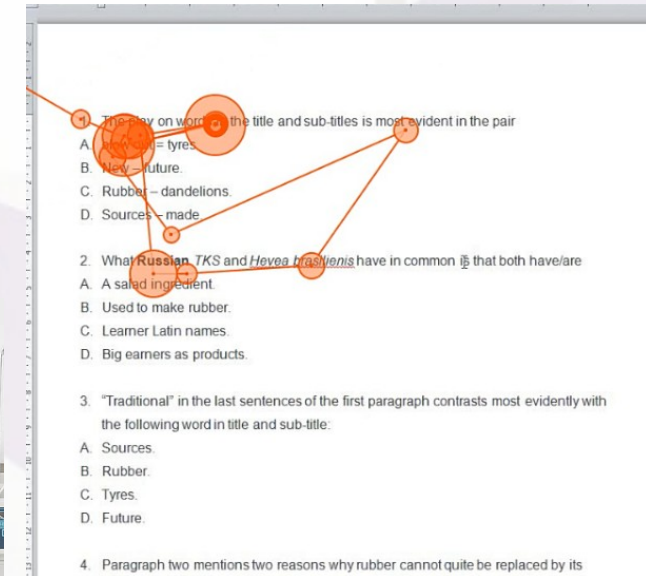 1. The play on words in the title and sub-titles is most evident in the pair
A. = tyres
B. New – future.
C. Rubber – dandelions.
D. Sources – made
2. What Russian TKS and Hevea brasilienis have in common is that both have/are
A. A salad ingredient.
B. Used to make rubber.
C. Learner Latin names.
D. Big earners as products.
3. "Traditional" in the last sentences of the first paragraph contrasts most evidently with
the following word in title and sub-title:
A. Sources.
B. Rubber.
C. Tyres.
D. Future.
4. Paragraph two mentions two reasons why rubber cannot quite be replaced by its